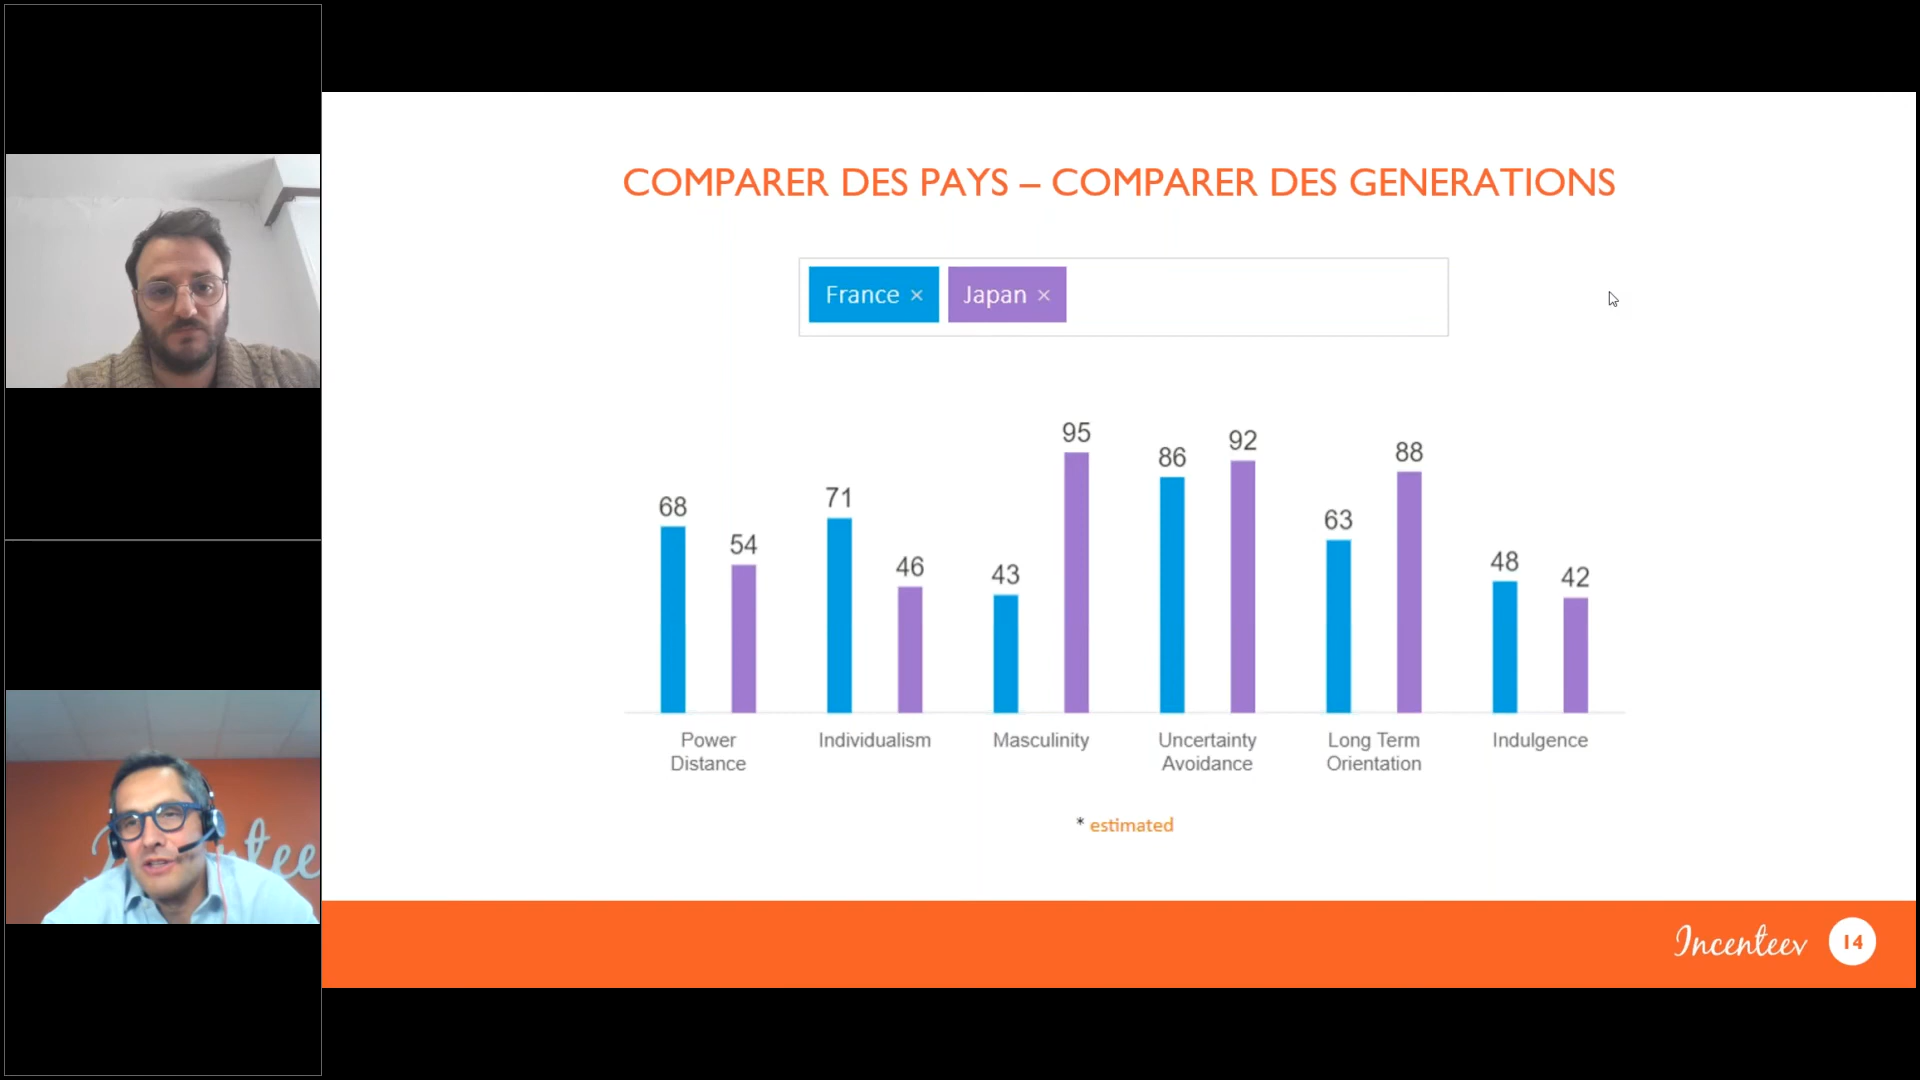 COMPARER DES PAYS – COMPARER DES GENERATIONS
France ×
Japan ×
68
54
71
46
43
95
86
92
63
88
48
42
Power
Distance
Individualism
Masculinity
Uncertainty
Avoidance
Long Term
Orientation
Indulgence
* estimated
Incenteev
14